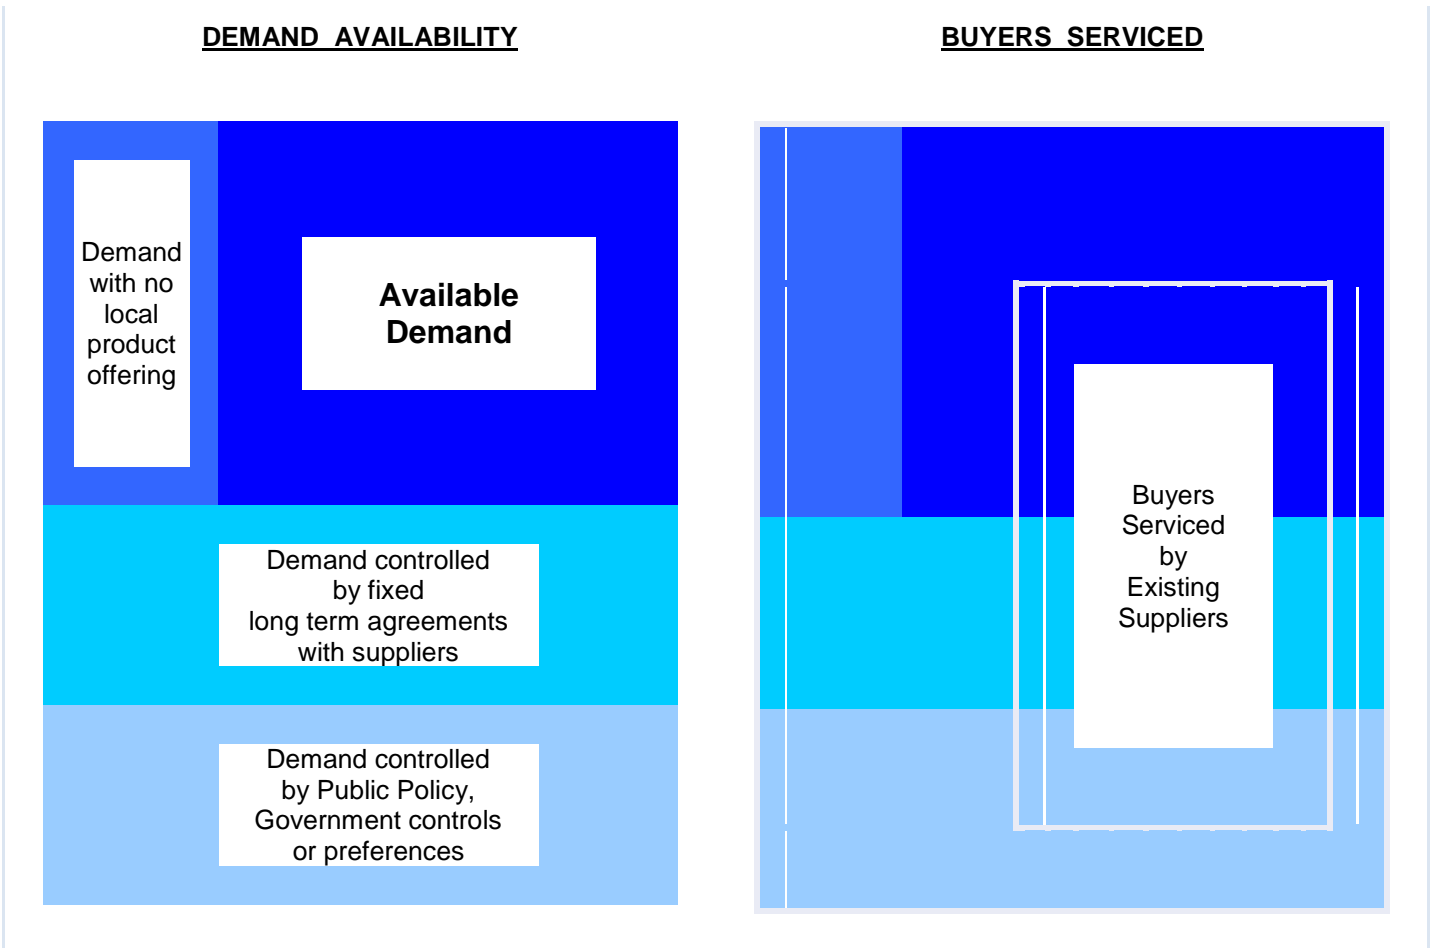 DEMAND AVAILABILITY
BUYERS SERVICED
Demand
with no
local
product
offering
Available
Demand
Demand controlled
by fixed
long term agreements
with suppliers
Demand controlled
by Public Policy,
Government controls
or preferences
Buyers
Serviced
by
Existing
Suppliers